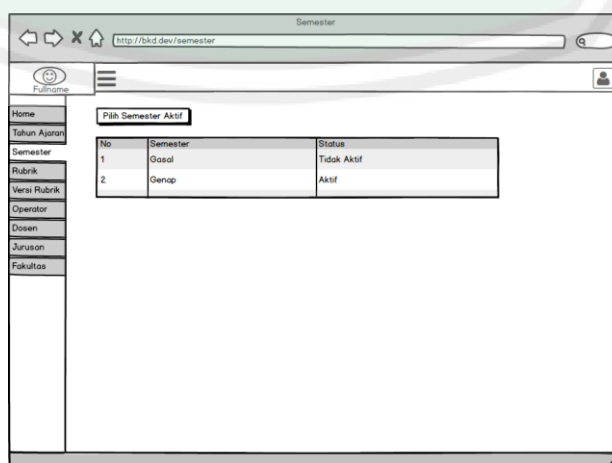 Semester
http://bkd.dev/semester
Fullname
Home
Tahun Ajaran
Semester
Rubrik
Versi Rubrik
Operator
Dosen
Jurusan
Fakultas
Pilih Semester Aktif
No Semester Status
1 Gasal Tidak Aktif
2 Genap Aktif